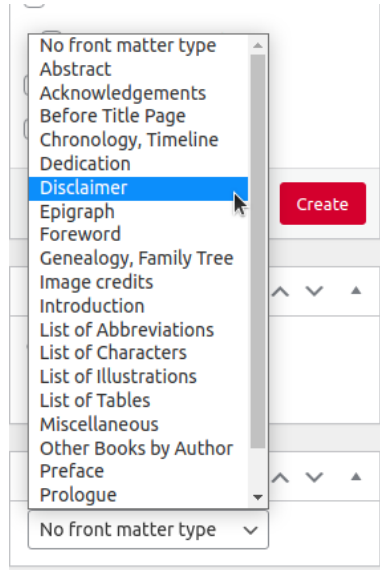 No front matter type
Abstract
Acknowledgements
Before Title Page
Chronology, Timeline
Dedication
Disclaimer
Epigraph
Foreword
Genealogy, Family Tree
Image credits
Introduction
List of Abbreviations
List of Characters
List of Illustrations
List of Tables
Miscellaneous
Other Books by Author
Preface
Prologue
Create
No front matter type